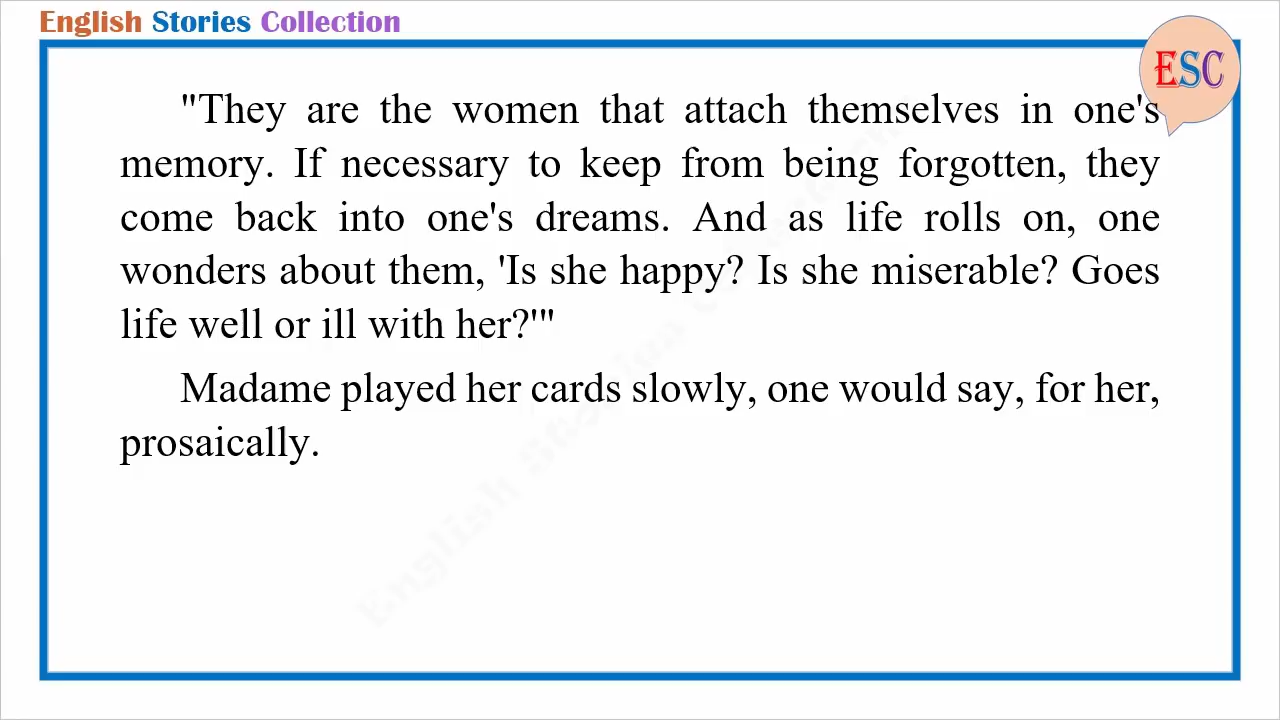 English Stories Collection
ESC
"They are the women that attach themselves in one's
memory. If necessary to keep from being forgotten, they
come back into one's dreams. And as life rolls on, one
wonders about them, 'Is she happy? Is she miserable? Goes
life well or ill with her?'"
Madame played her cards slowly, one would say, for her,
prosaically.
English Stories Collection